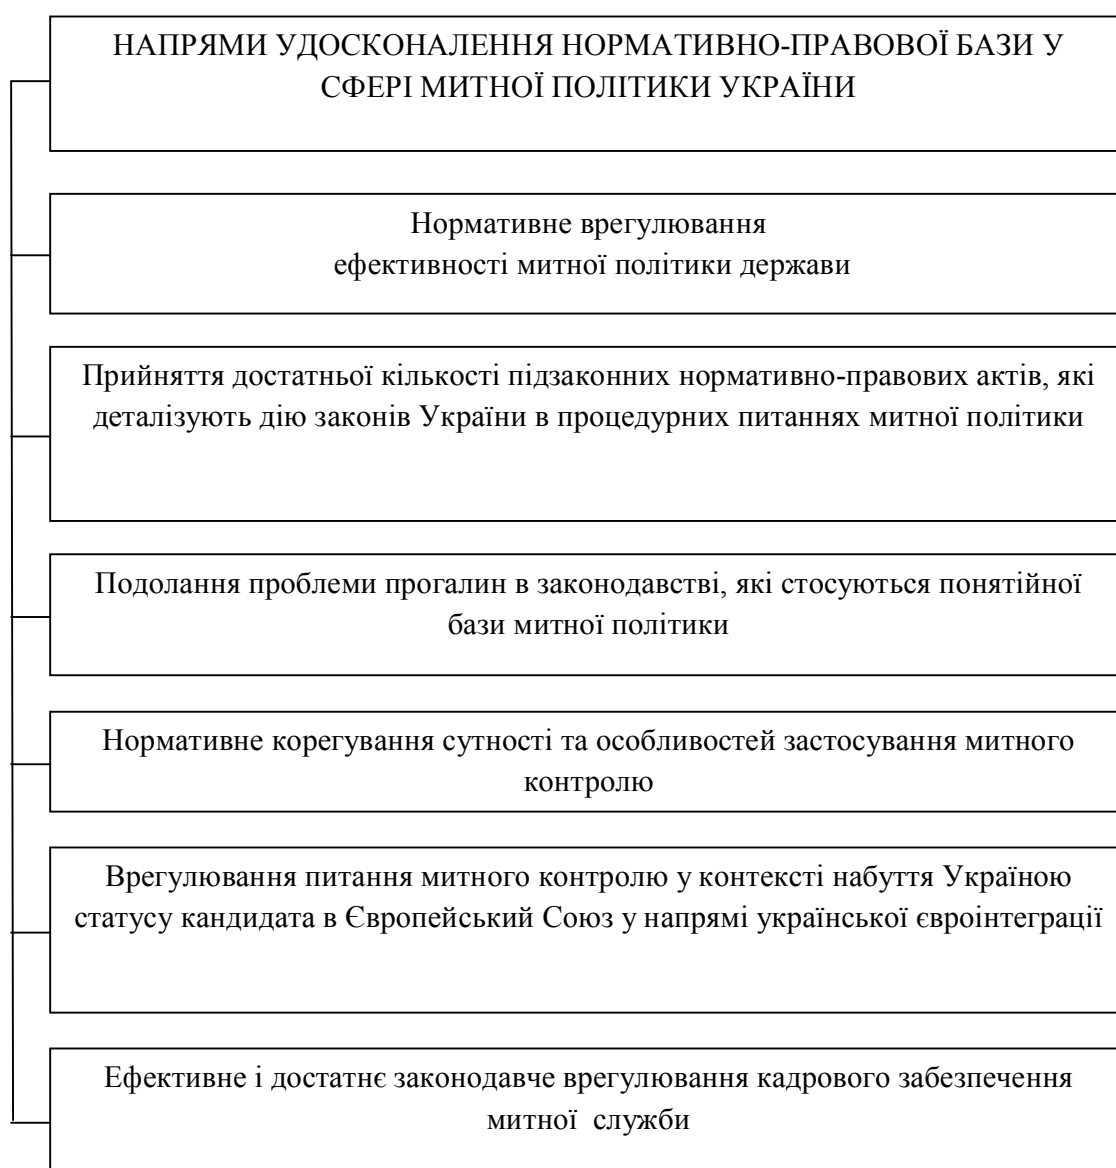 НАПРЯМИ УДОСКОНАЛЕННЯ НОРМАТИВНО-ПРАВОВОЇ БАЗИ У
СФЕРІ МИТНОЇ ПОЛІТИКИ УКРАЇНИ
Нормативне врегулювання
ефективності митної політики держави
Прийняття достатньої кількості підзаконних нормативно-правових актів, які
деталізують дію законів України в процедурних питаннях митної політики
Подолання проблеми прогалин в законодавстві, які стосуються понятійної
бази митної політики
Нормативне корегування сутності та особливостей застосування митного
контролю
Врегулювання питання митного контролю у контексті набуття Україною
статусу кандидата в Європейський Союз у напрямі української євроінтеграції
Ефективне і достатнє законодавче врегулювання кадрового забезпечення
митної служби